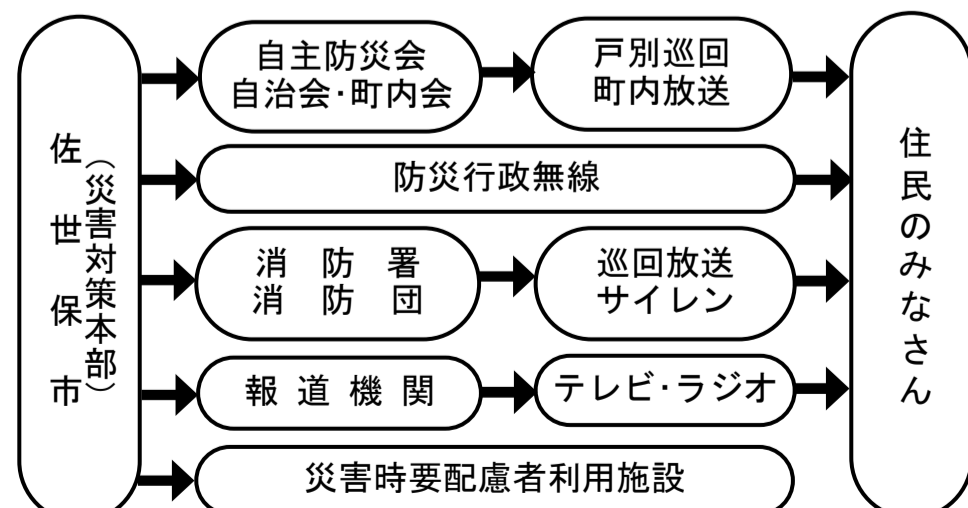 佐世保市
（災害対策本部）
自主防災会
自治会・町内会
戸別巡回
町内放送
防災行政無線
消防署
消防団
巡回放送
サイレン
報道機関
テレビ・ラジオ
災害時要配慮者利用施設
住民のみなさん